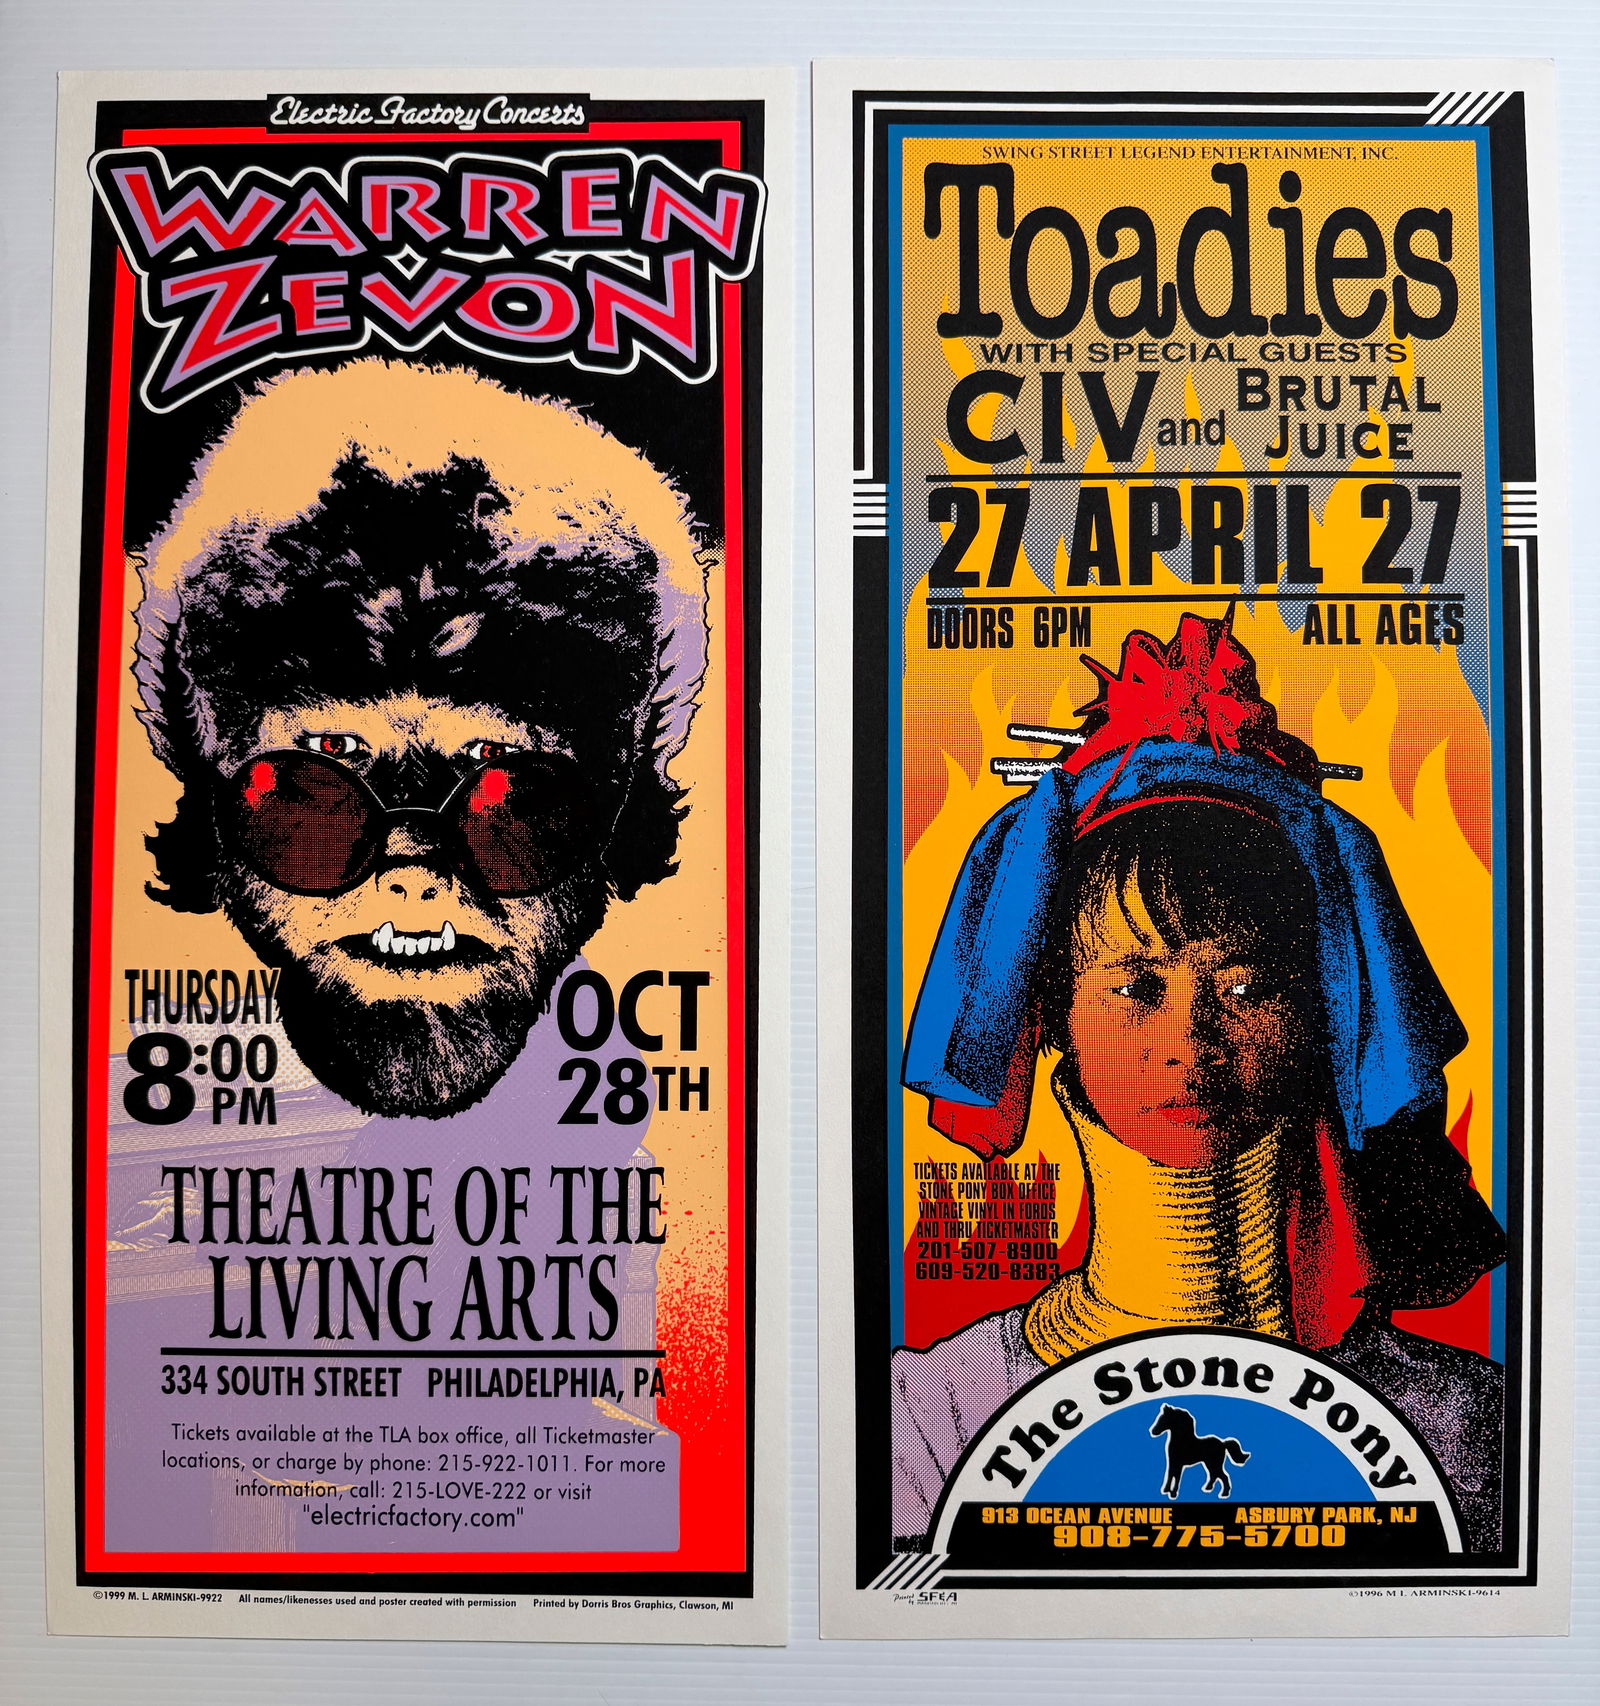 Electric Factory Concerts
WARREN
ZEVON
THURSDAY
8:00
PM
OCT
28TH
THEATRE OF THE
LIVING ARTS
334 SOUTH STREET PHILADELPHIA, PA
Tickets available at the TLA box office, all Ticketmaster
locations, or charge by phone: 215-922-1011. For more
information, call: 215-LOVE-222 or visit
"electricfactory.com"
©1999 M. L. ARMINSKI-9922 All names/likenesses used and poster created with permission Printed by Dorris Bros Graphics, Clawson, MI
SWING STREET LEGEND ENTERTAINMENT, INC.
Toadies
WITH SPECIAL GUESTS
CIV and BRUTAL
JUICE
27 APRIL 27
DOORS 6PM ALL AGES
TICKETS AVAILABLE AT THE
STONE PONY BOX OFFICE
VINTAGE VINYL IN FORDS
AND THRU TICKETMASTER
201-507-8900
609-520-8383
The Stone Pony
913 OCEAN AVENUE ASBURY PARK, NJ
908-775-5700
Printed by
©1996 M L ARMINSKI-9614